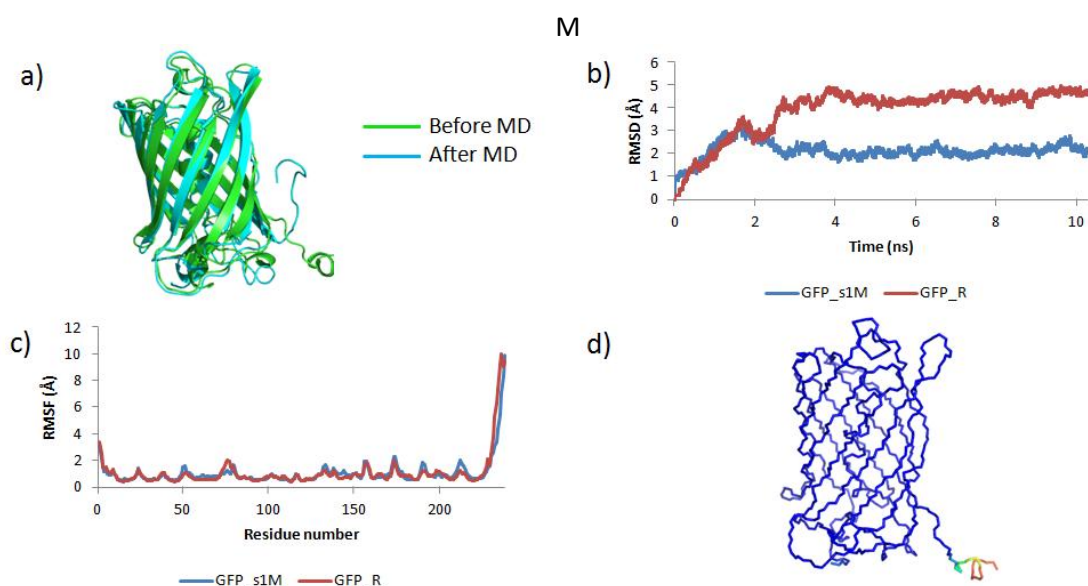 M
a)
Before MD
After MD
b)
6
5
4
3
2
1
0
RMSD (Å)
0 2 4 6 8 10
Time (ns)
GFP_s1M GFP_R
c)
12
10
8
6
4
2
0
RMSF (Å)
0 50 100 150 200
Residue number
GFP_s1M GFP_R
d)